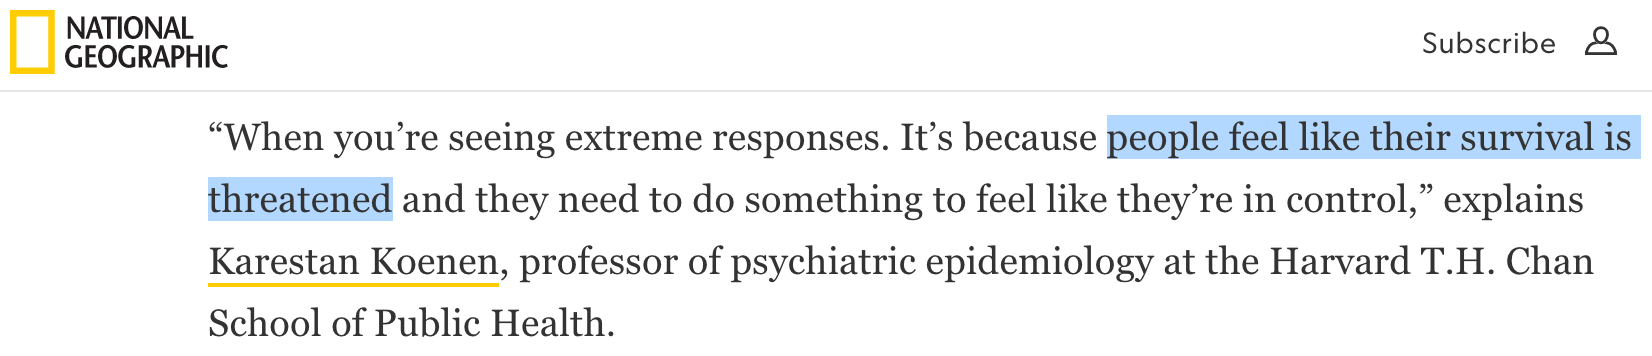 NATIONAL
GEOGRAPHIC
Subscribe
“When you’re seeing extreme responses. It’s because people feel like their survival is
threatened and they need to do something to feel like they’re in control,” explains
Karestan Koenen, professor of psychiatric epidemiology at the Harvard T.H. Chan
School of Public Health.